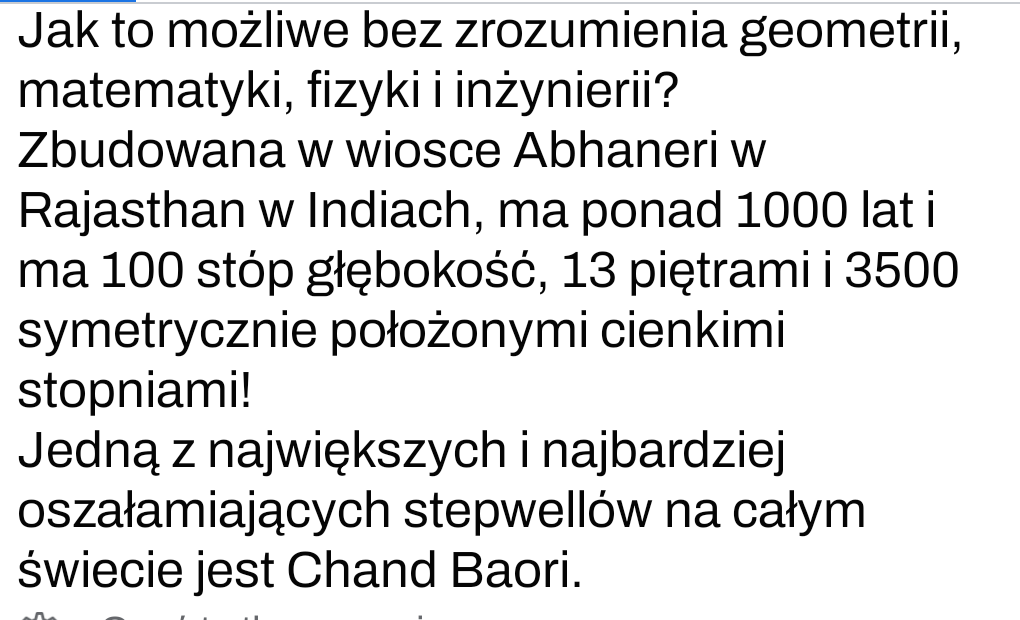 Jak to możliwe bez zrozumienia geometrii,
matematyki, fizyki i inżynierii?
Zbudowana w wiosce Abhaneri w
Rajasthan w Indiach, ma ponad 1000 lat i
ma 100 stóp głębokość, 13 piętrami i 3500
symetrycznie położonymi cienkimi
stopniami!
Jedną z największych i najbardziej
oszałamiających stepwellów na całym
świecie jest Chand Baori.